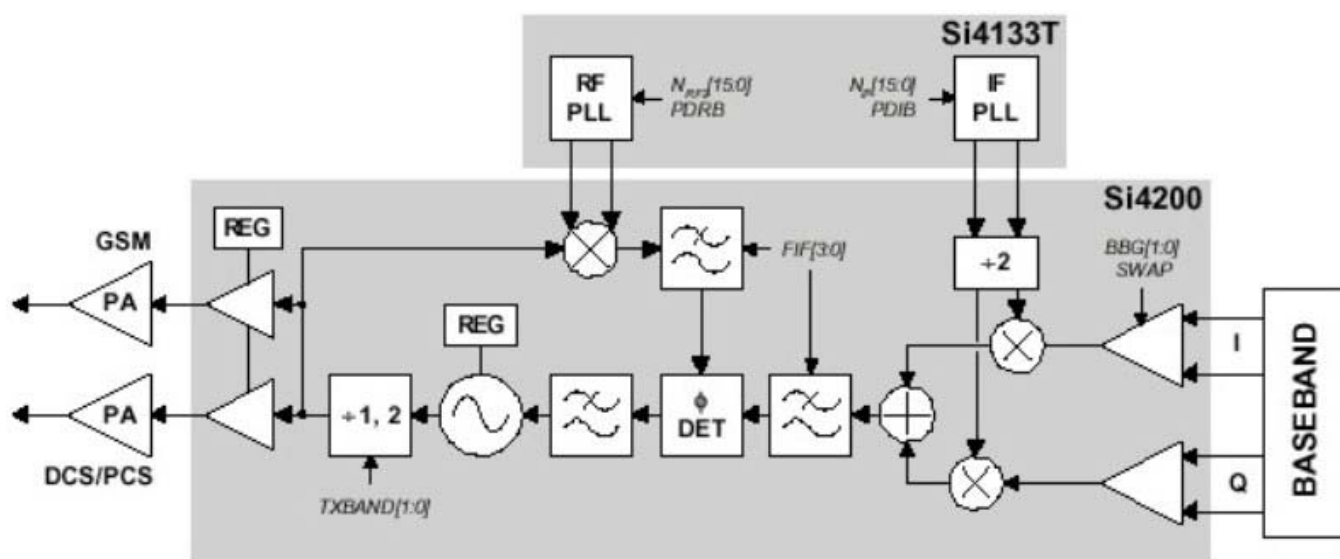 Si4133T
RF
PLL
N_RF2[15:0]
PDRB
N_IF[15:0]
PDIB
IF
PLL
Si4200
GSM
REG
FIF[3:0]
÷2
BBG[1:0]
SWAP
PA
REG
I
BASEBAND
PA
÷1, 2
ϕ
DET
DCS/PCS
TXBAND[1:0]
Q